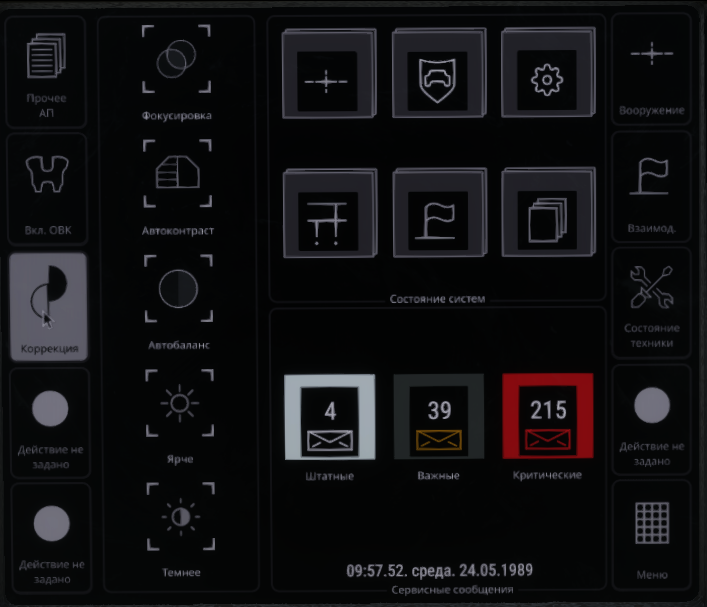 Прочее
АП
Вкл. ОВК
Коррекция
Действие не
задано
Действие не
задано
Фокусировка
Автоконтраст
Автобаланс
Ярче
Темнее
Состояние систем
4
39
215
Штатные
Важные
Критические
09:57.52. среда. 24.05.1989
Сервисные сообщения
Вооружение
Взаимод.
Состояние
техники
Действие не
задано
Меню